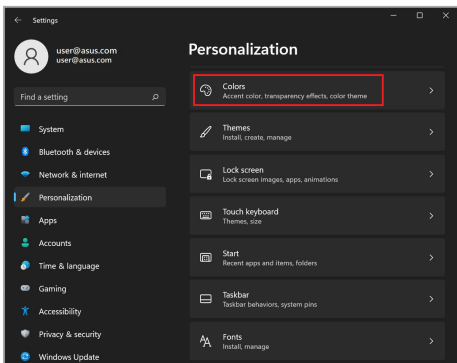 Settings
user@asus.com
user@asus.com
Find a setting
System
Bluetooth & devices
Network & internet
Personalization
Apps
Accounts
Time & language
Gaming
Accessibility
Privacy & security
Windows Update
Personalization
Colors
Accent color, transparency effects, color theme
Themes
Install, create, manage
Lock screen
Lock screen images, apps, animations
Touch keyboard
Themes, size
Start
Recent apps and items, folders
Taskbar
Taskbar behaviors, system pins
Fonts
Install, manage